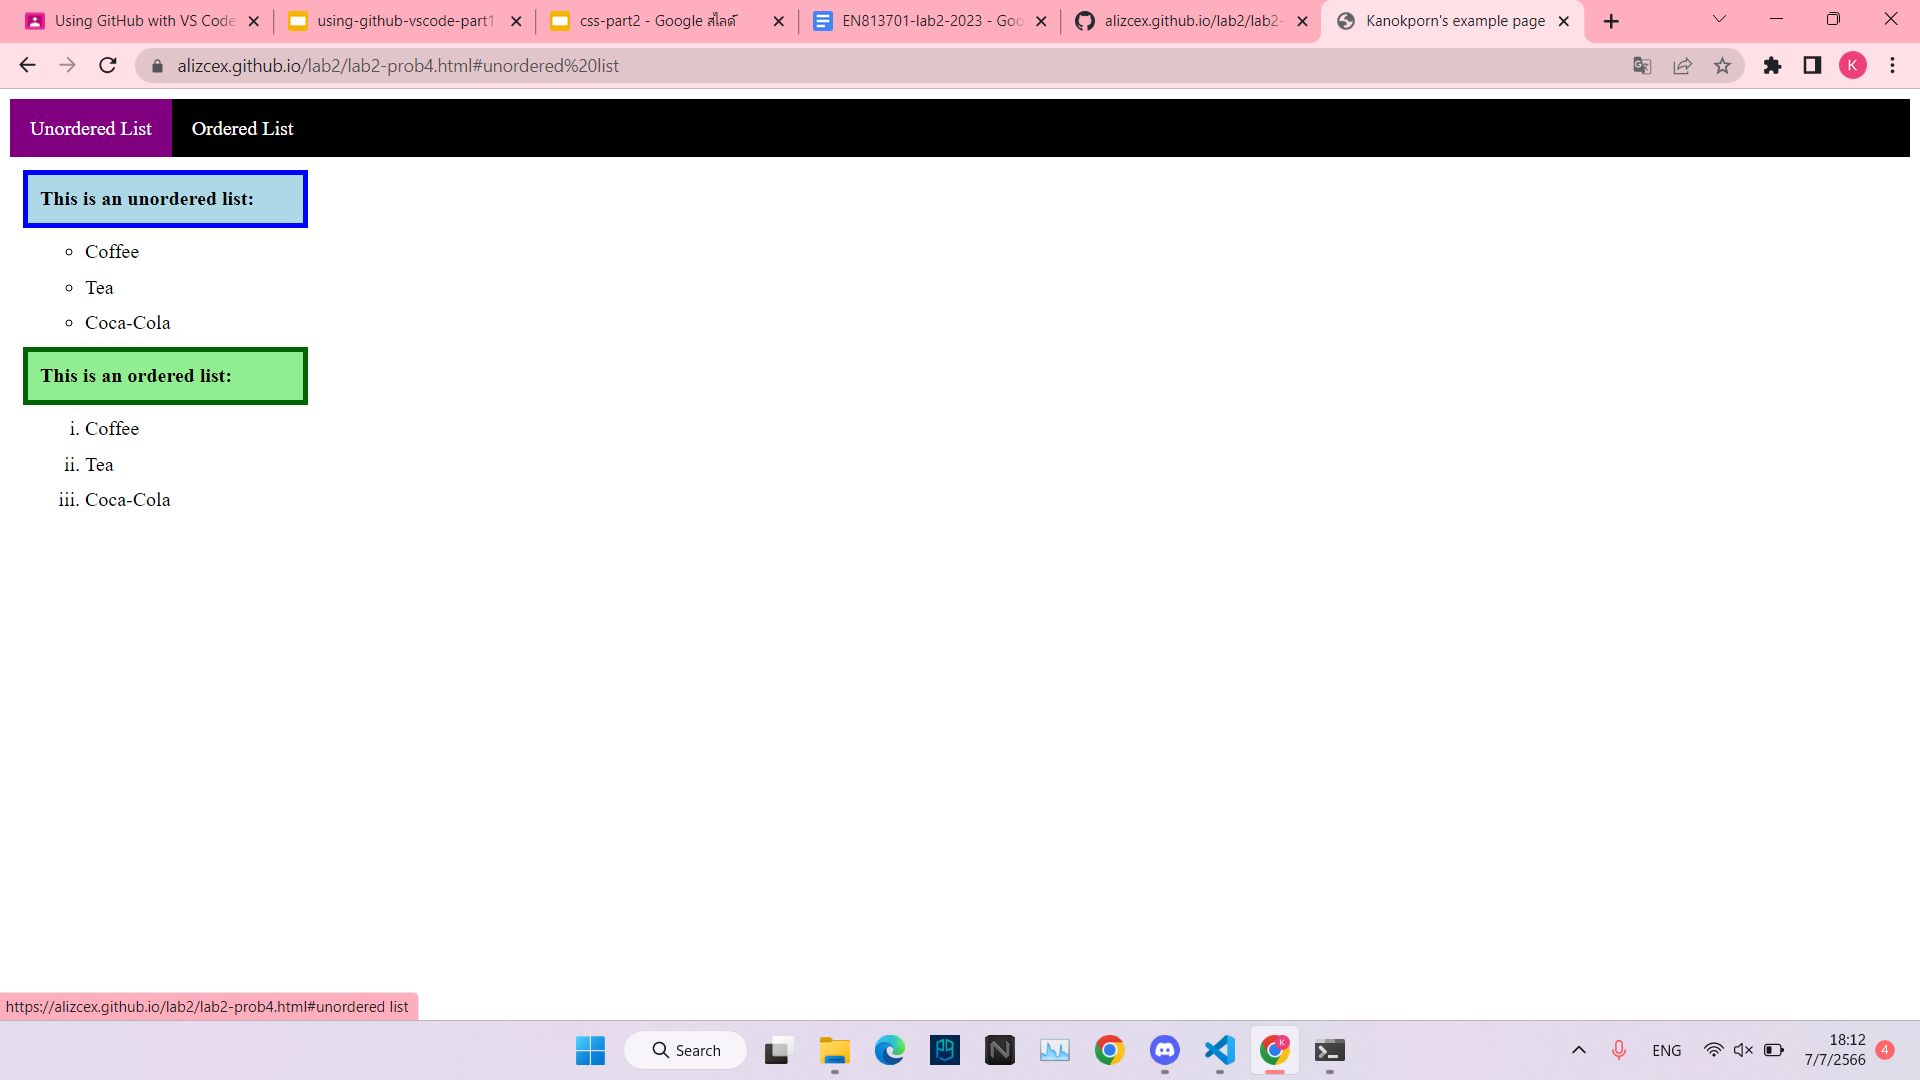 Using GitHub with VS Code
using-github-vscode-part1
css-part2 - Google สไลด์
EN813701-lab2-2023 - Goo
alizcex.github.io/lab2/lab2-
Kanokporn's example page
alizcex.github.io/lab2/lab2-prob4.html#unordered%20list
K
Unordered List
Ordered List
This is an unordered list:
Coffee
Tea
Coca-Cola
This is an ordered list:
i. Coffee
ii. Tea
iii. Coca-Cola
https://alizcex.github.io/lab2/lab2-prob4.html#unordered list
Search
ENG
18:12
7/7/2566
4